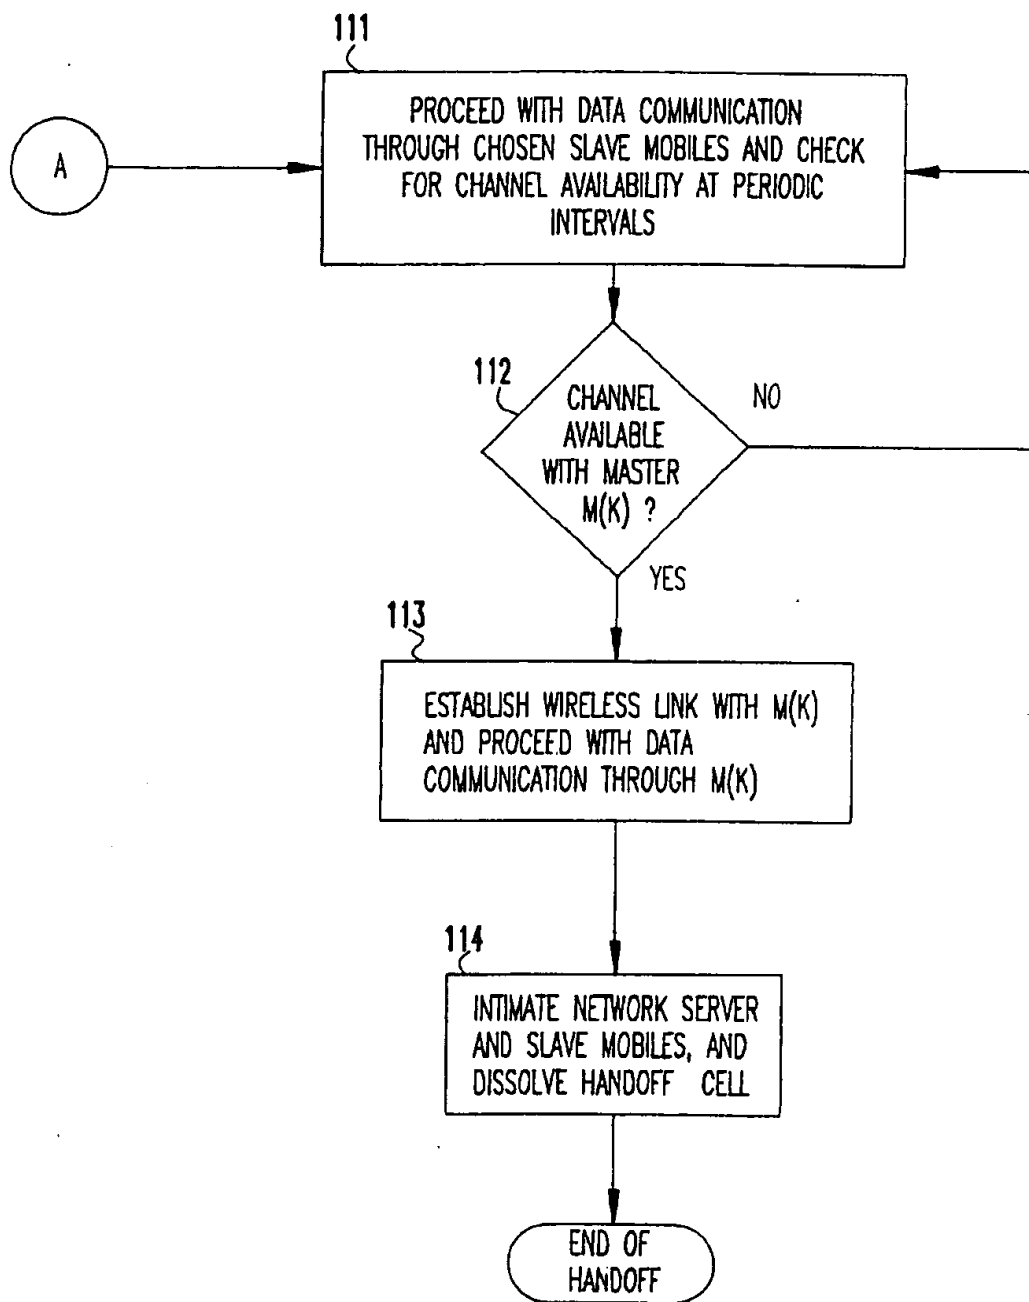 111
PROCEED WITH DATA COMMUNICATION
THROUGH CHOSEN SLAVE MOBILES AND CHECK
FOR CHANNEL AVAILABILITY AT PERIODIC
INTERVALS
A
112
CHANNEL
AVAILABLE
WITH MASTER
M(K) ?
NO
YES
113
ESTABLISH WIRELESS LINK WITH M(K)
AND PROCEED WITH DATA
COMMUNICATION THROUGH M(K)
114
INTIMATE NETWORK SERVER
AND SLAVE MOBILES, AND
DISSOLVE HANDOFF CELL
END OF
HANDOFF